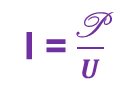 I = 𝒫/U